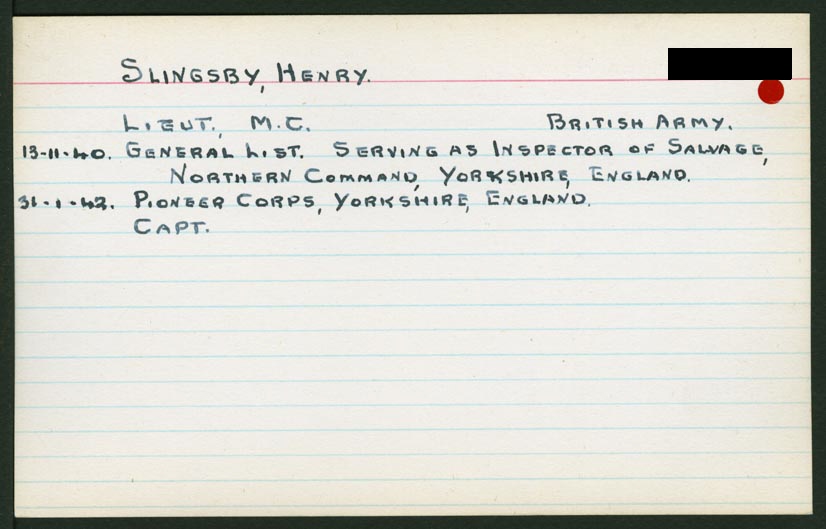 SLINGSBY, HENRY.
LIEUT., M.C. BRITISH ARMY.
13-11-40. GENERAL LIST. SERVING AS INSPECTOR OF SALVAGE,
NORTHERN COMMAND, YORKSHIRE, ENGLAND.
31-1-42. PIONEER CORPS, YORKSHIRE, ENGLAND.
CAPT.